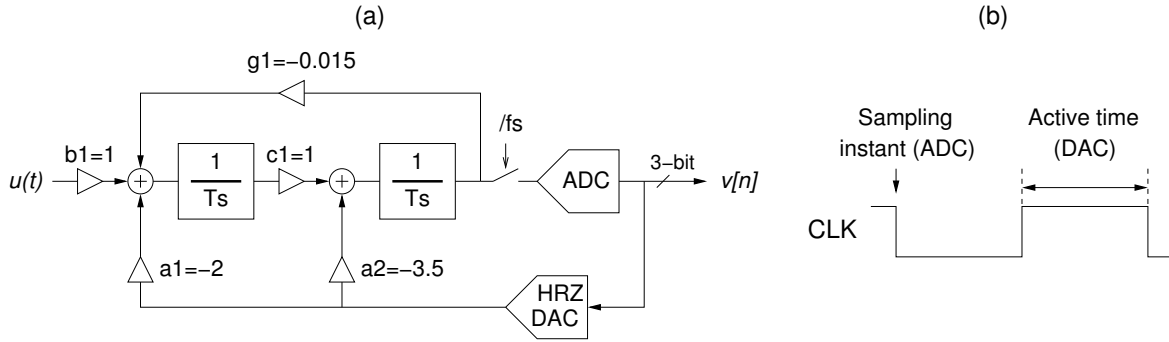 (a)
(b)
g1=−0.015
/fs
Sampling
instant (ADC)
Active time
(DAC)
b1=1
1
Ts
c1=1
1
Ts
ADC
3−bit
u(t)
v[n]
CLK
a1=−2
a2=−3.5
HRZ
DAC